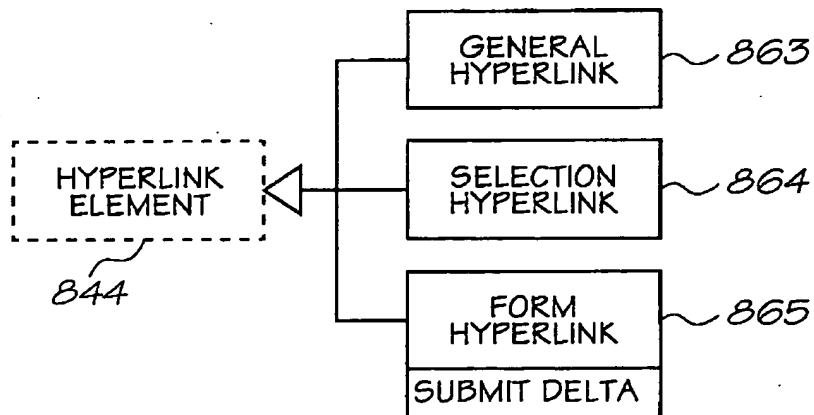 GENERAL
HYPERLINK
863
HYPERLINK
ELEMENT
844
SELECTION
HYPERLINK
864
FORM
HYPERLINK
865
SUBMIT DELTA